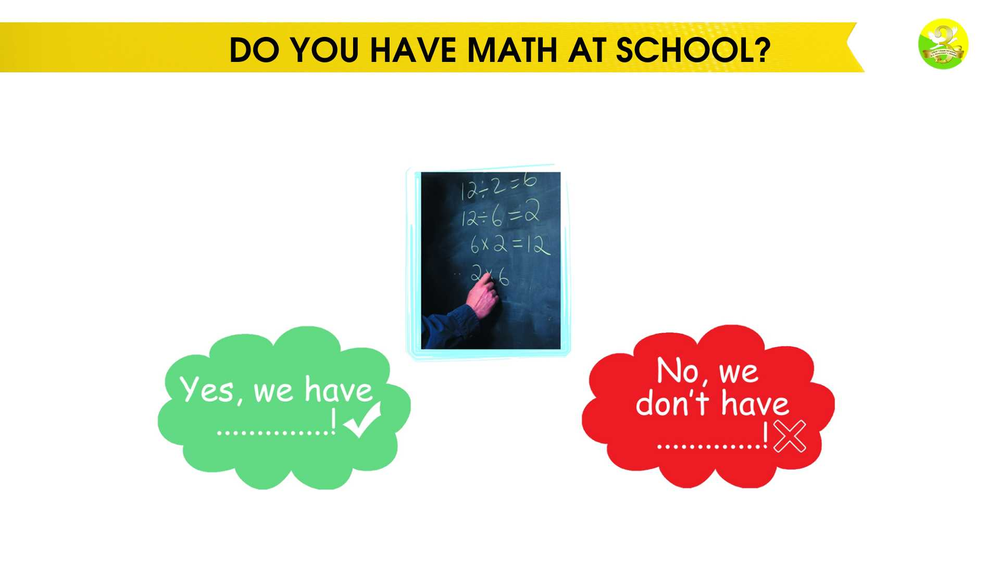 DO YOU HAVE MATH AT SCHOOL?
12÷2=6
12÷6=2
6x2=12
2x6
Yes, we have
..............!
No, we
don't have
.............!